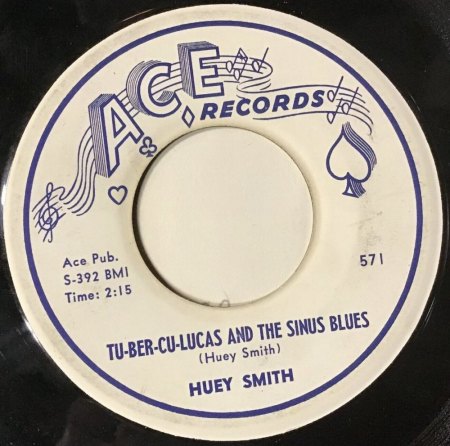 ACE
RECORDS
Ace Pub.
S-392 BMI
Time: 2:15
571
TU-BER-CU-LUCAS AND THE SINUS BLUES
(Huey Smith)
HUEY SMITH